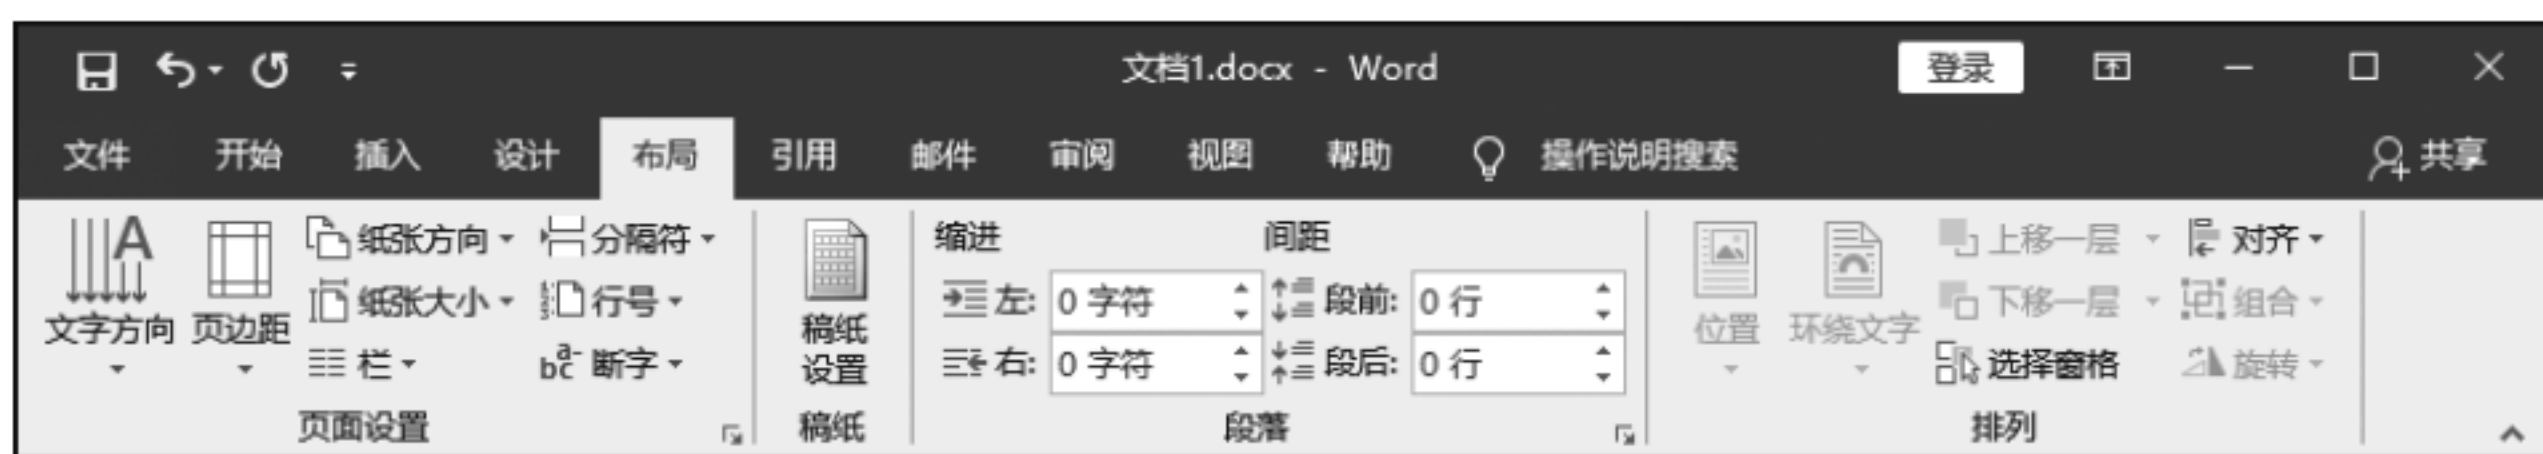 文档1.docx - Word 登录
文件 开始 插入 设计 布局 引用 邮件 审阅 视图 帮助 操作说明搜索 共享
纸张方向 分隔符 缩进 间距 上移一层 对齐
文字方向 页边距 纸张大小 行号 稿纸设置 左: 0 字符 段前: 0 行 位置 环绕文字 下移一层 组合
栏 bc a- 断字 右: 0 字符 段后: 0 行 选择窗格 旋转
页面设置 稿纸 段落 排列